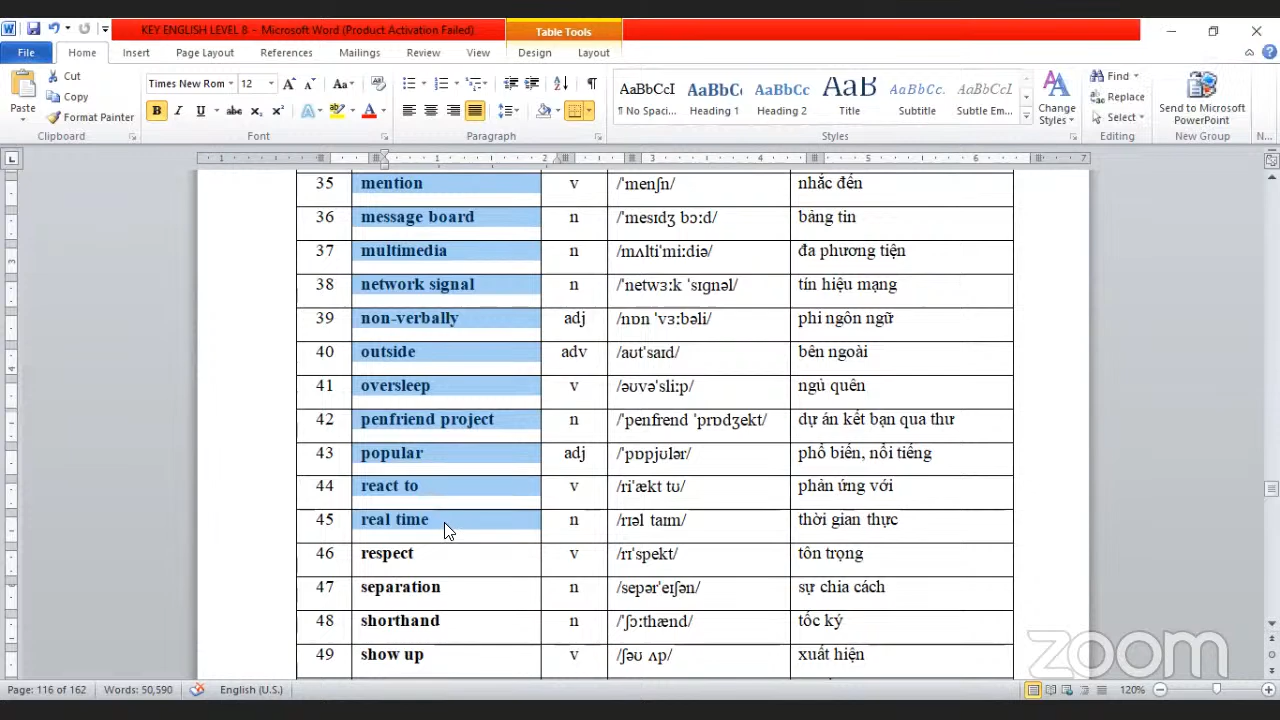 KEY ENGLISH LEVEL 8 - Microsoft Word (Product Activation Failed)
Table Tools
File Home Insert Page Layout References Mailings Review View Design Layout
Paste
Cut
Copy
Format Painter
Clipboard
Times New Rom 12
Font
Paragraph
AaBbCcI AaBbCc AaBbCc AaB AaBbCc. AaBbCcI
¶ No Spaci... Heading 1 Heading 2 Title Subtitle Subtle Em...
Styles
Change Styles
Find
Replace
Select
Editing
Send to Microsoft PowerPoint
New Group
N...
35 mention v /ˈmenʃn/ nhắc đến
36 message board n /ˈmesɪdʒ bɔːd/ bảng tin
37 multimedia n /mʌltiˈmiːdiə/ đa phương tiện
38 network signal n /ˈnetwɜːk ˈsɪɡnəl/ tín hiệu mạng
39 non-verbally adj /nɒn ˈvɜːbəli/ phi ngôn ngữ
40 outside adv /aʊtˈsaɪd/ bên ngoài
41 oversleep v /əʊvəˈsliːp/ ngủ quên
42 penfriend project n /ˈpenfrend ˈprɒdʒekt/ dự án kết bạn qua thư
43 popular adj /ˈpɒpjʊlər/ phổ biến, nổi tiếng
44 react to v /riˈækt tʊ/ phản ứng với
45 real time n /rɪəl taɪm/ thời gian thực
46 respect v /rɪˈspekt/ tôn trọng
47 separation n /sepərˈeɪʃən/ sự chia cách
48 shorthand n /ˈʃɔːthænd/ tốc ký
49 show up v /ʃəʊ ʌp/ xuất hiện
zoom
Page: 116 of 162 Words: 50,590 English (U.S.) 120%